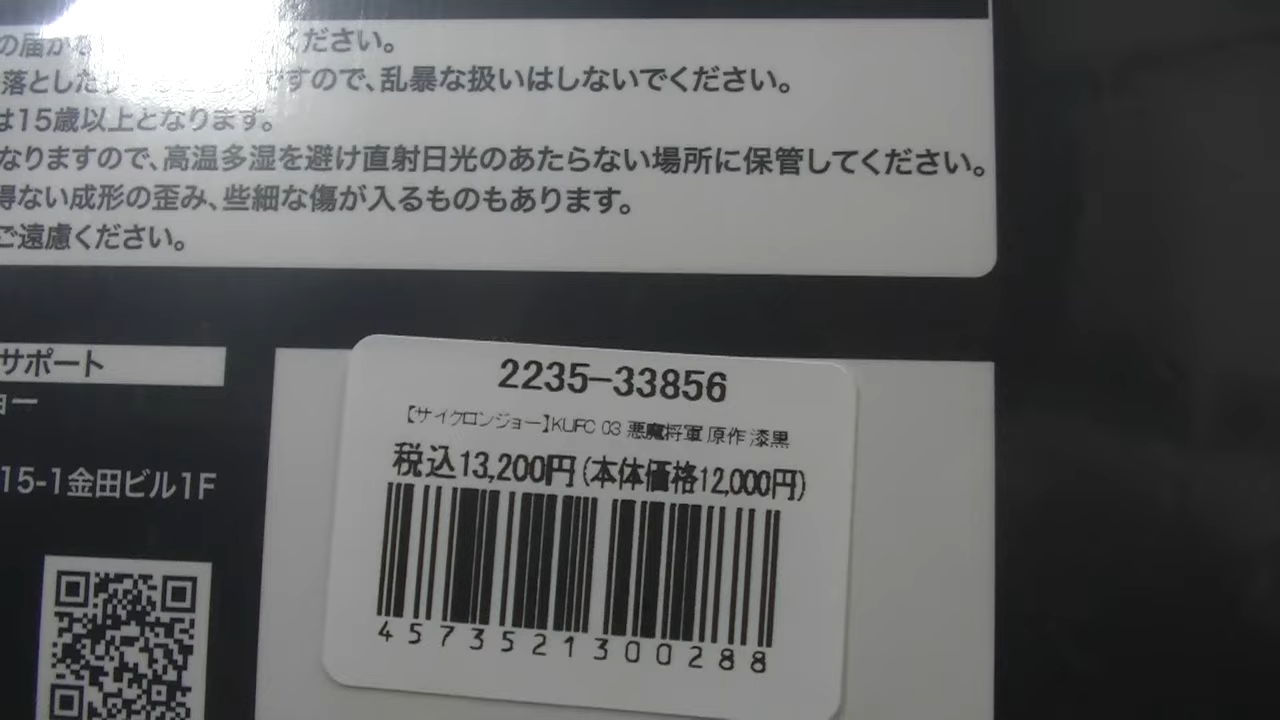 の届か ください。
落とした ですので、乱暴な扱いはしないでください。
は15歳以上となります。
なりますので、高温多湿を避け直射日光のあたらない場所に保管してください。
得ない成形の歪み、些細な傷が入るものもあります。
ご遠慮ください。
サポート
ョー
15-1金田ビル1F
2235-33856
【サイクロンジョー】KUFC 03 悪魔将軍 原作 漆黒
税込13,200円(本体価格12,000円)
4573521300288